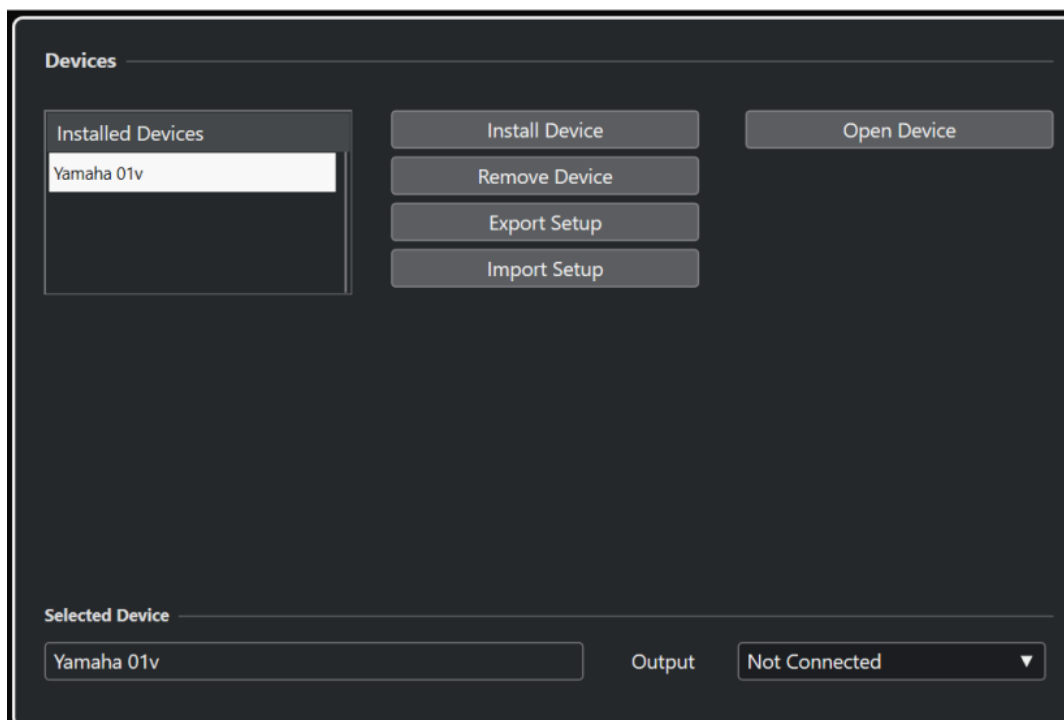 Devices
Installed Devices
Yamaha 01v
Install Device
Remove Device
Export Setup
Import Setup
Open Device
Selected Device
Yamaha 01v
Output
Not Connected